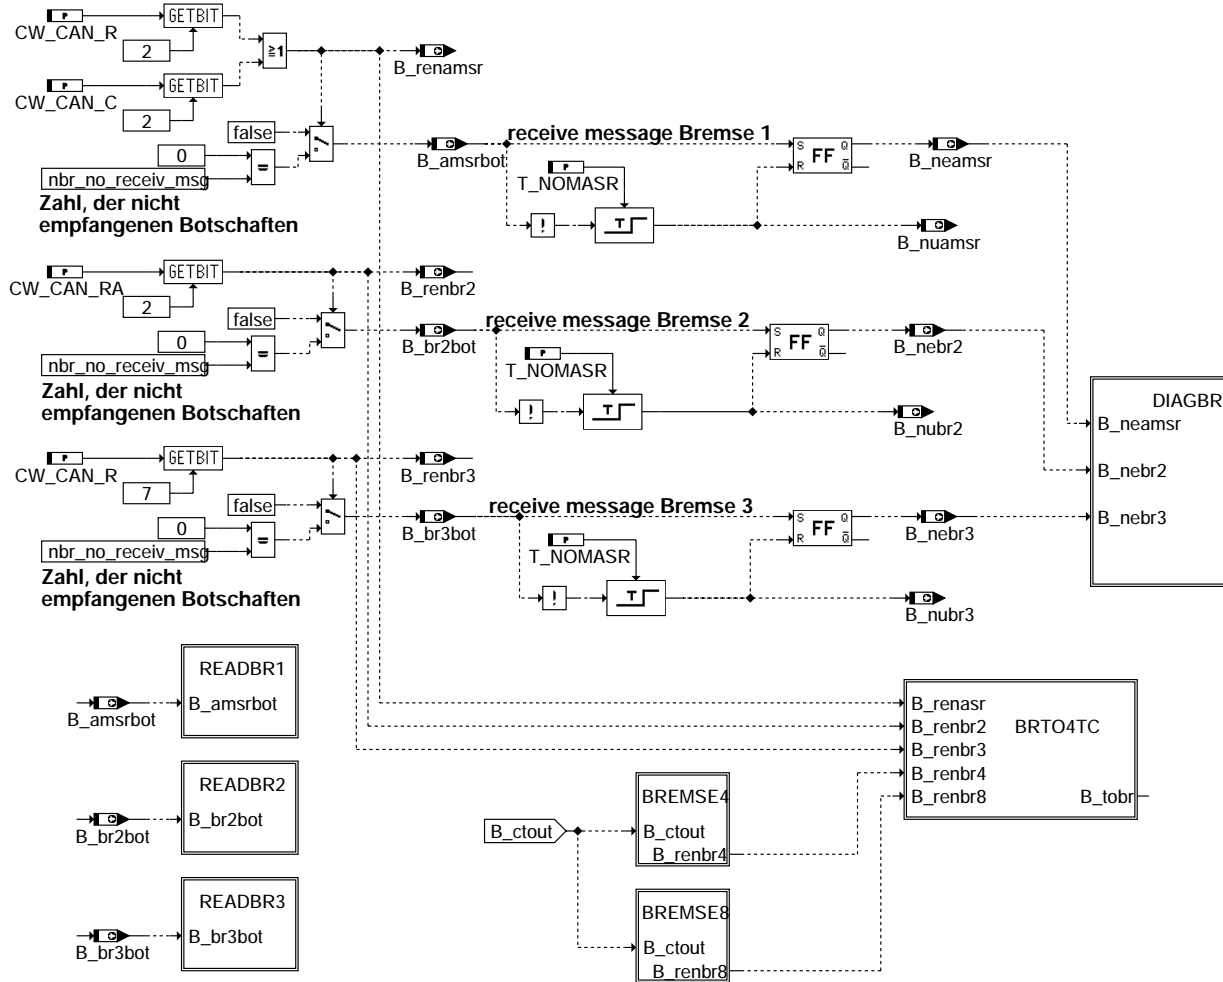 P GETBIT
CW_CAN_R
2
≥1
B_renamsr
P GETBIT
CW_CAN_C
2
false
0
=
nbr_no_receiv_msg
Zahl, der nicht
empfangenen Botschaften
B_amsrbot
receive message Bremse 1
P
T_NOMASR
!
T
S Q
FF
R Q
B_neamsr
B_nuamsr
P GETBIT
CW_CAN_RA
2
B_renbr2
false
0
=
nbr_no_receiv_msg
Zahl, der nicht
empfangenen Botschaften
B_br2bot
receive message Bremse 2
P
T_NOMASR
!
T
S Q
FF
R Q
B_nebr2
B_nubr2
DIAGBR
B_neamsr
B_nebr2
B_nebr3
P GETBIT
CW_CAN_R
7
B_renbr3
false
0
=
nbr_no_receiv_msg
Zahl, der nicht
empfangenen Botschaften
B_br3bot
receive message Bremse 3
P
T_NOMASR
!
T
S Q
FF
R Q
B_nebr3
B_nubr3
READBR1
B_amsrbot
B_amsrbot
READBR2
B_br2bot
B_br2bot
READBR3
B_br3bot
B_br3bot
B_ctout
BREMSE4
B_ctout
B_renbr4
BREMSE8
B_ctout
B_renbr8
BRTO4TC
B_renasr
B_renbr2
B_renbr3
B_renbr4
B_renbr8
B_tobr